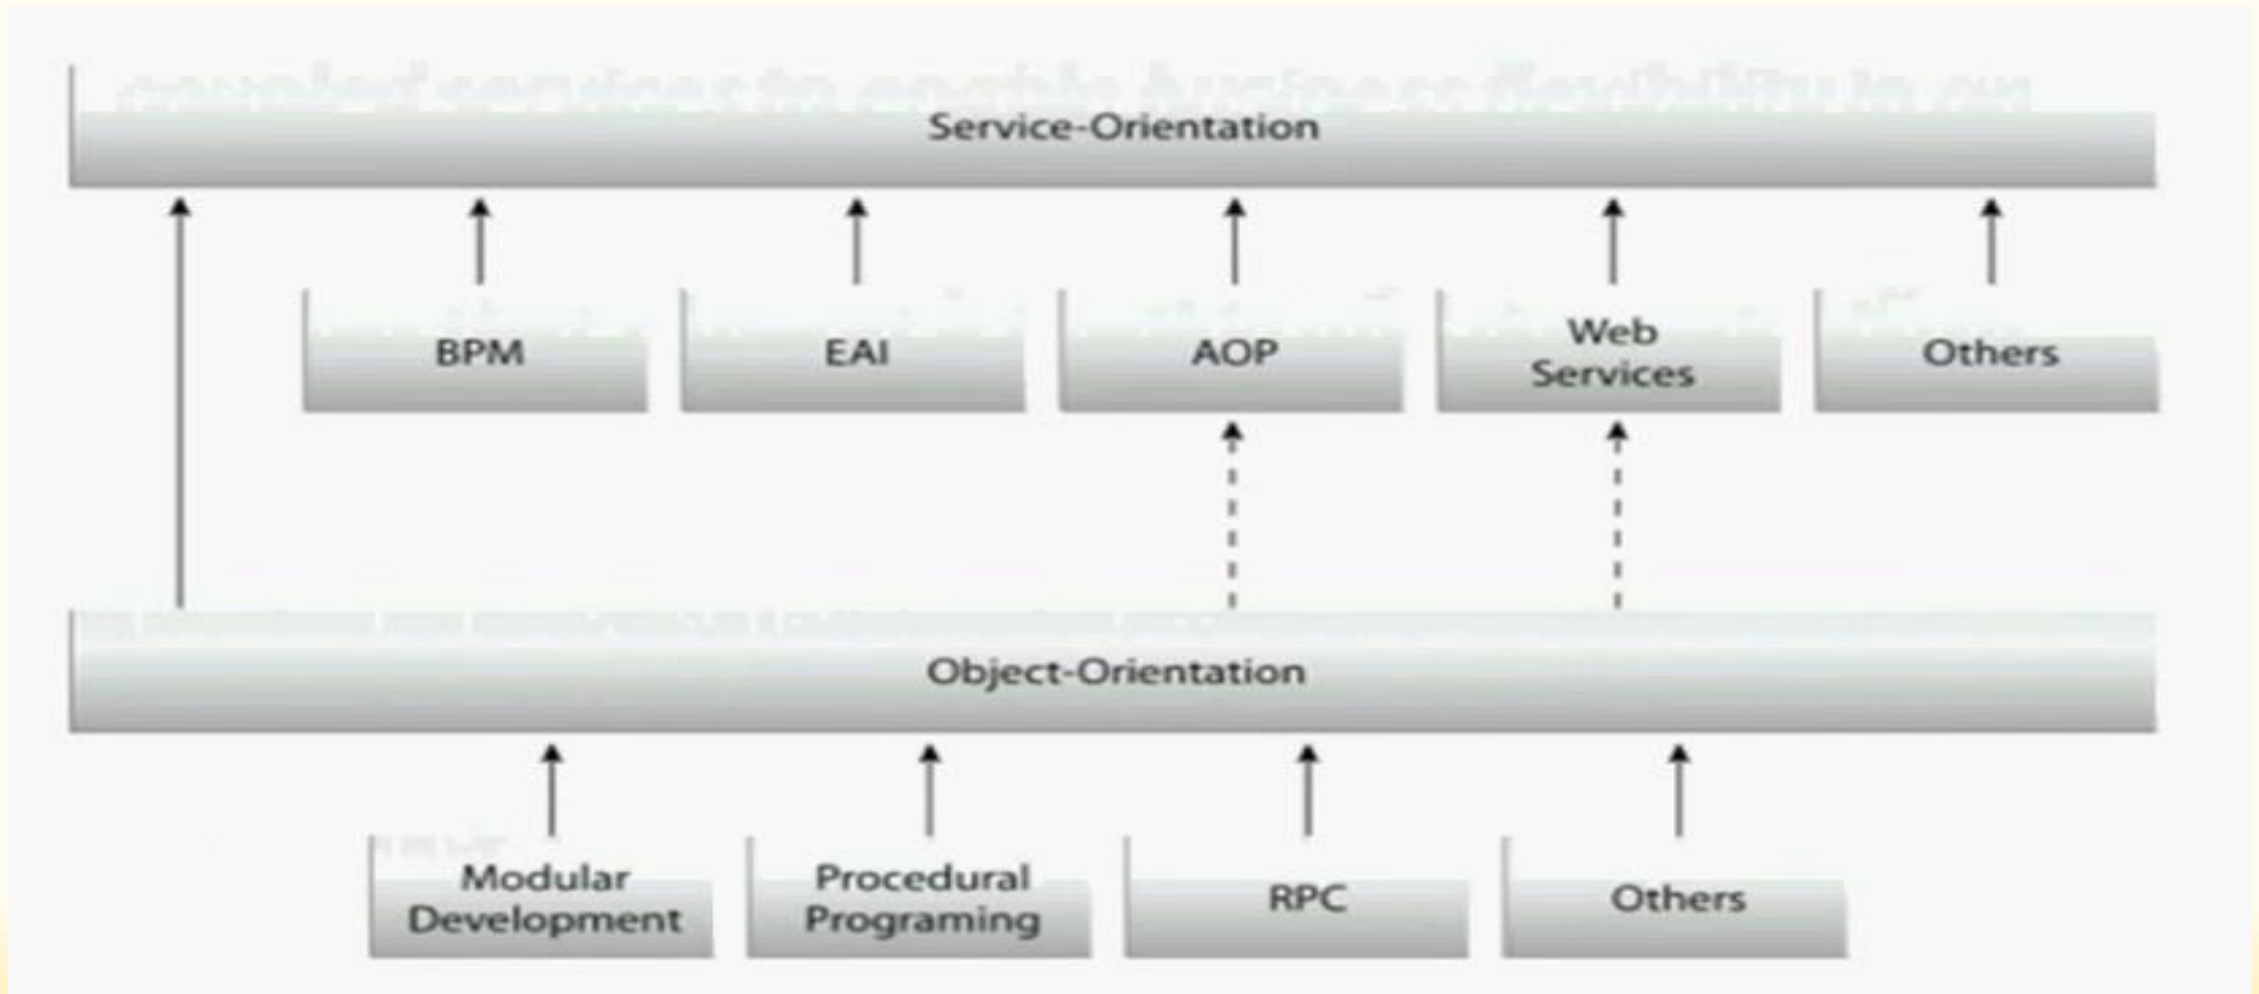 Service-Orientation
BPM
EAI
AOP
Web
Services
Others
Object-Orientation
Modular
Development
Procedural
Programing
RPC
Others